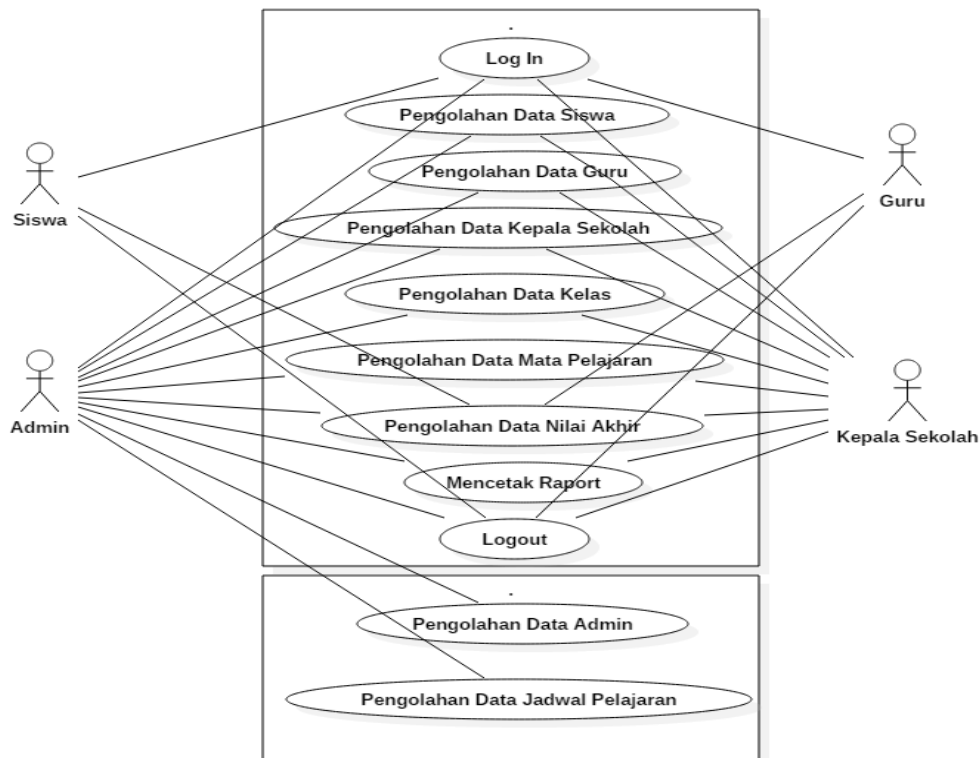 Log In
Pengolahan Data Siswa
Pengolahan Data Guru
Siswa
Guru
Pengolahan Data Kepala Sekolah
Pengolahan Data Kelas
Pengolahan Data Mata Pelajaran
Admin
Pengolahan Data Nilai Akhir
Kepala Sekolah
Mencetak Raport
Logout
Pengolahan Data Admin
Pengolahan Data Jadwal Pelajaran